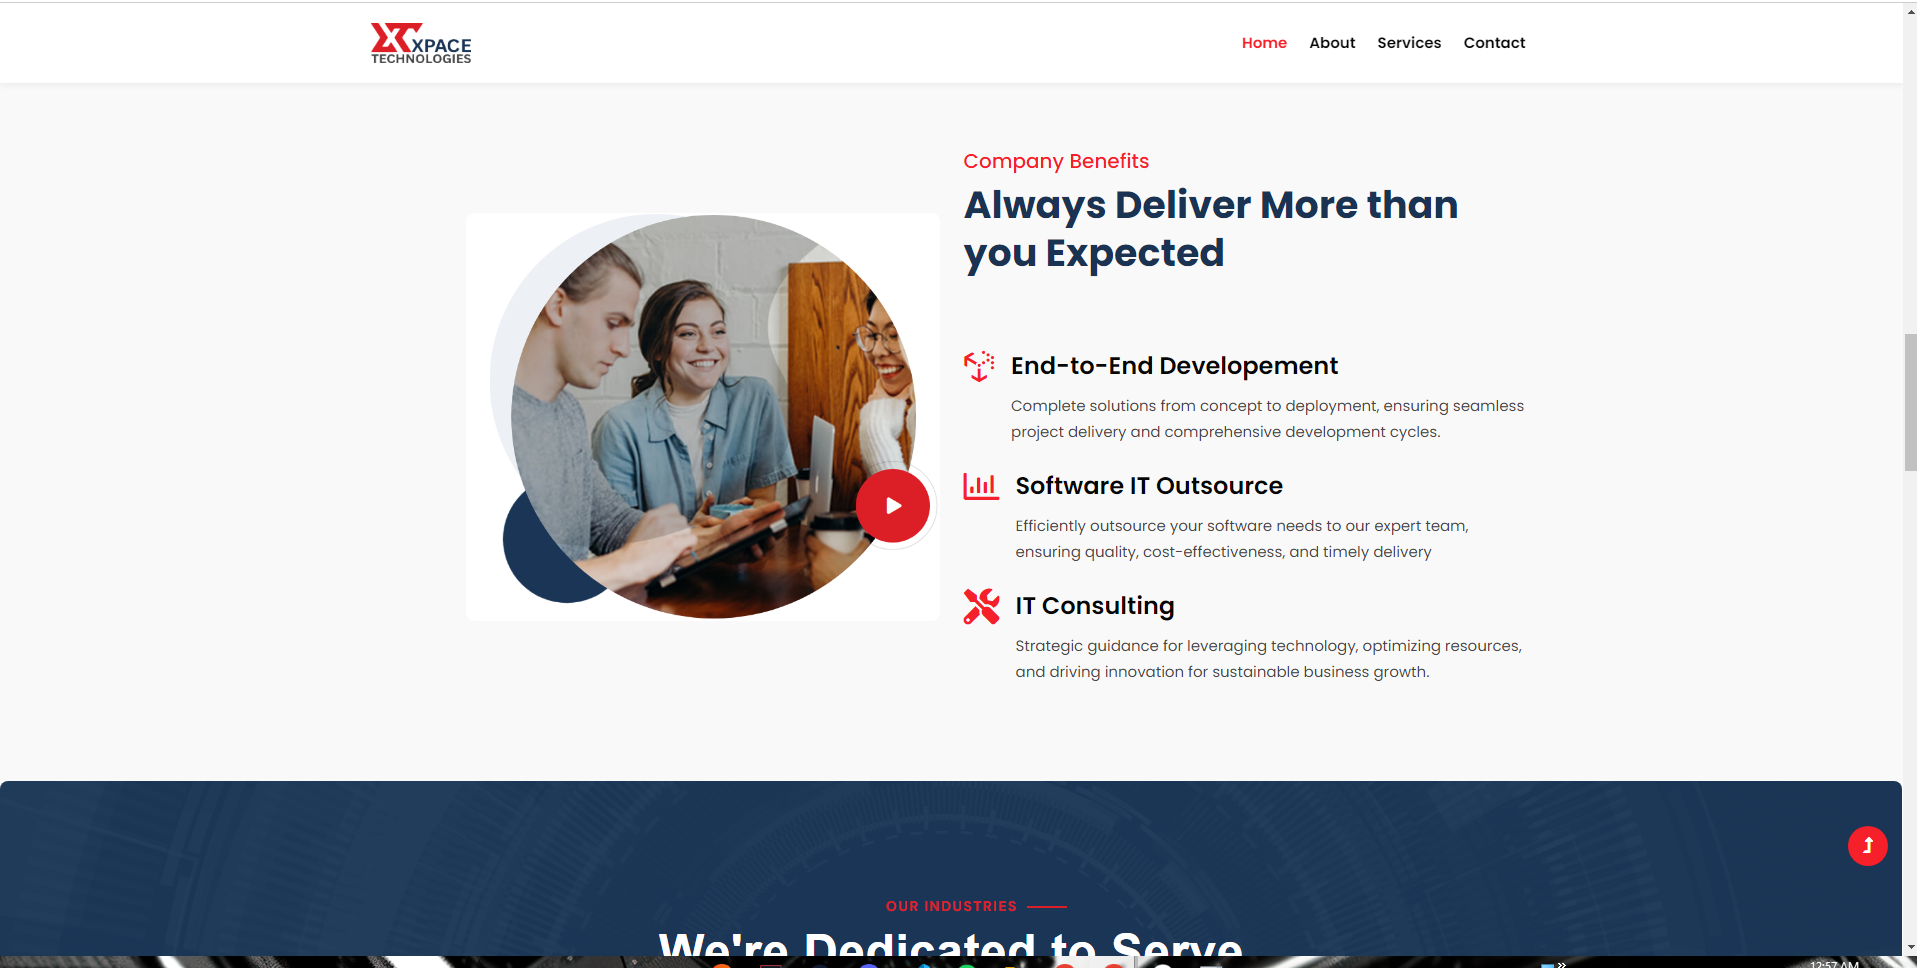 XPACE
TECHNOLOGIES
Home About Services Contact
Company Benefits
Always Deliver More than
you Expected
End-to-End Developement
Complete solutions from concept to deployment, ensuring seamless
project delivery and comprehensive development cycles.
Software IT Outsource
Efficiently outsource your software needs to our expert team,
ensuring quality, cost-effectiveness, and timely delivery
IT Consulting
Strategic guidance for leveraging technology, optimizing resources,
and driving innovation for sustainable business growth.
OUR INDUSTRIES
We're Dedicated to Serve
12:57 AM